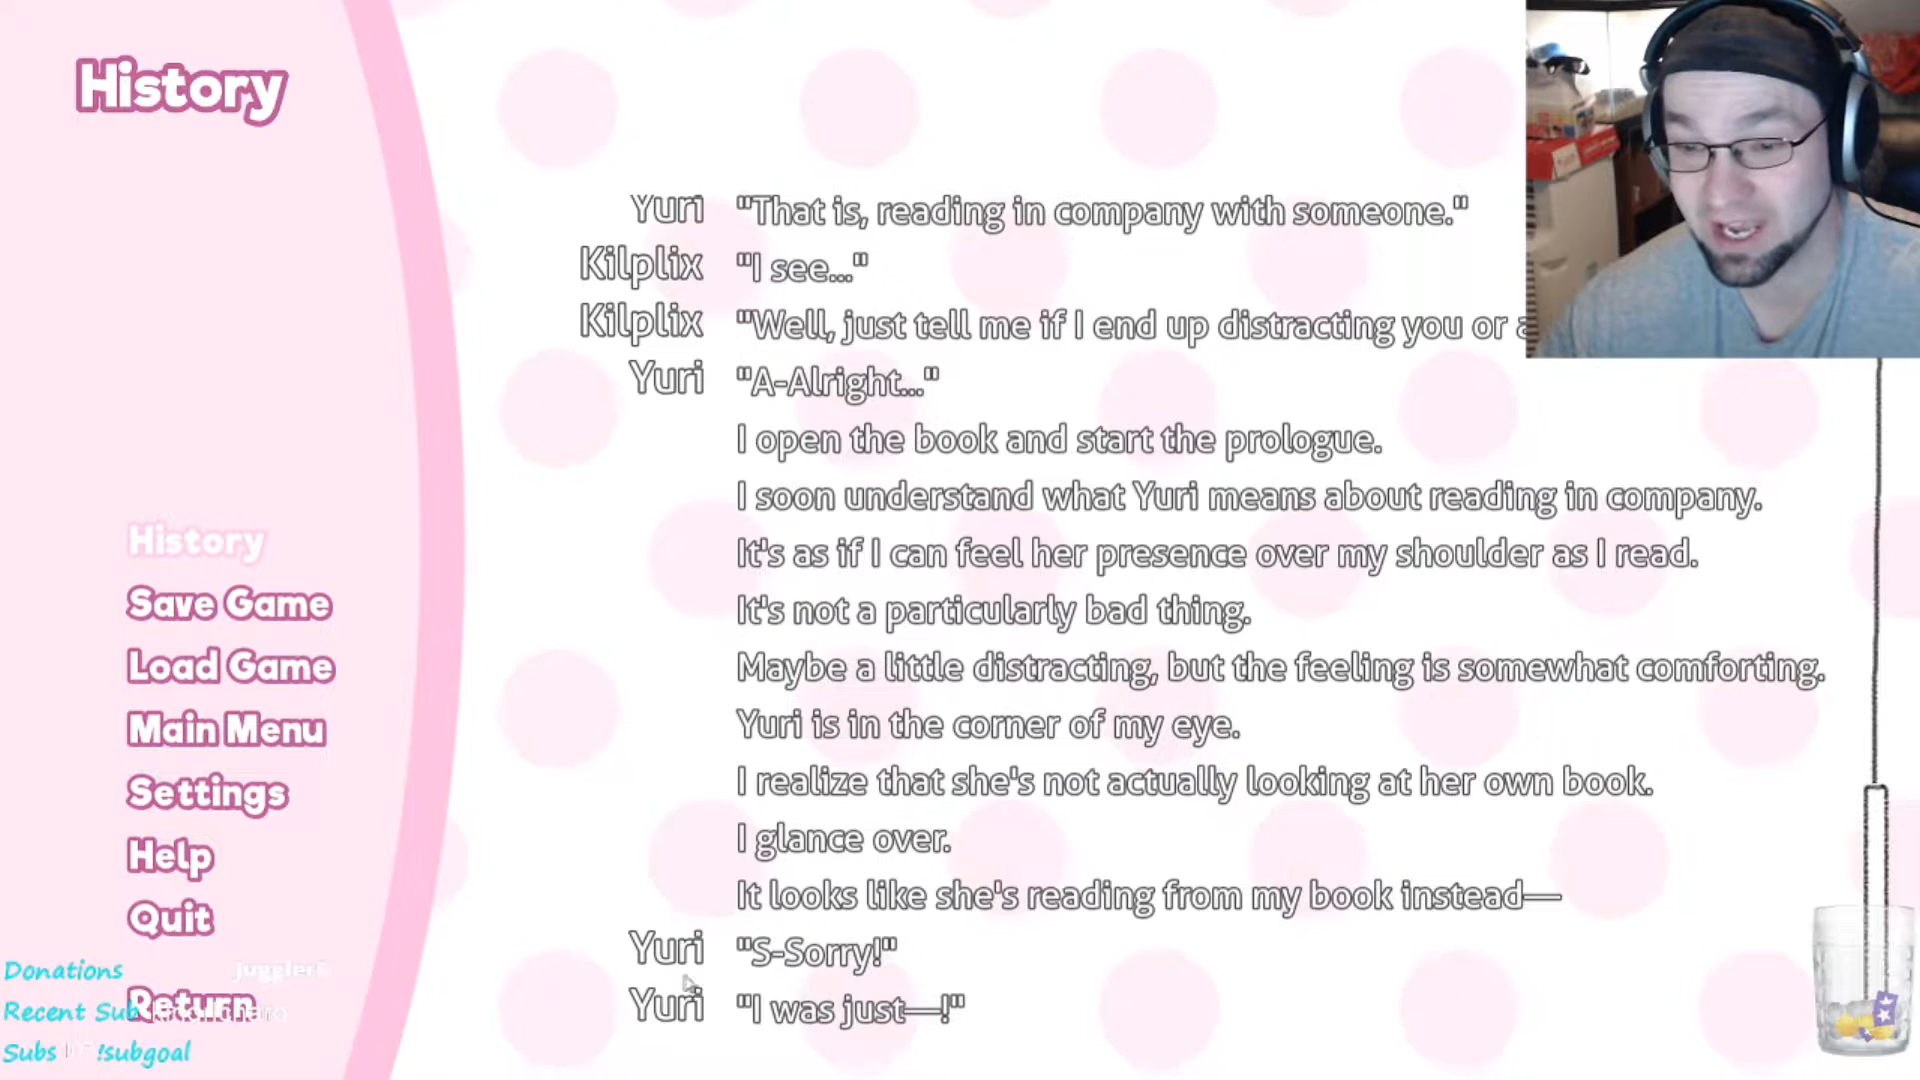 History
Yuri "That is, reading in company with someone."
Kilplix "I see..."
Kilplix "Well, just tell me if I end up distracting you or a
Yuri "A-Alright..."
I open the book and start the prologue.
I soon understand what Yuri means about reading in company.
It's as if I can feel her presence over my shoulder as I read.
It's not a particularly bad thing.
Maybe a little distracting, but the feeling is somewhat comforting.
Yuri is in the corner of my eye.
I realize that she's not actually looking at her own book.
I glance over.
It looks like she's reading from my book instead—
Yuri "S-Sorry!"
Yuri "I was just—!"
History
Save Game
Load Game
Main Menu
Settings
Help
Quit
Return
Donations
Recent Sub
Subs !subgoal